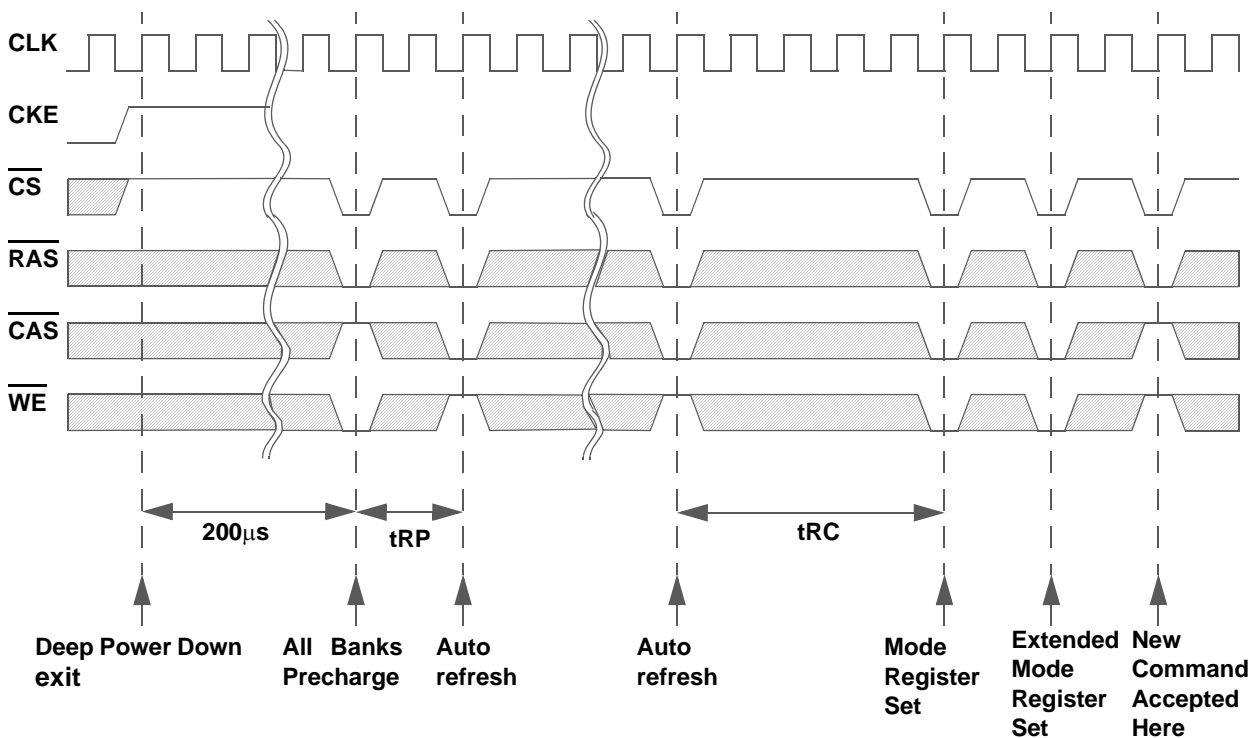 CLK
CKE
CS
RAS
CAS
WE
200μs
tRP
tRC
Deep Power Down
exit
All Banks
Precharge
Auto
refresh
Auto
refresh
Mode
Register
Set
Extended
Mode
Register
Set
New
Command
Accepted
Here